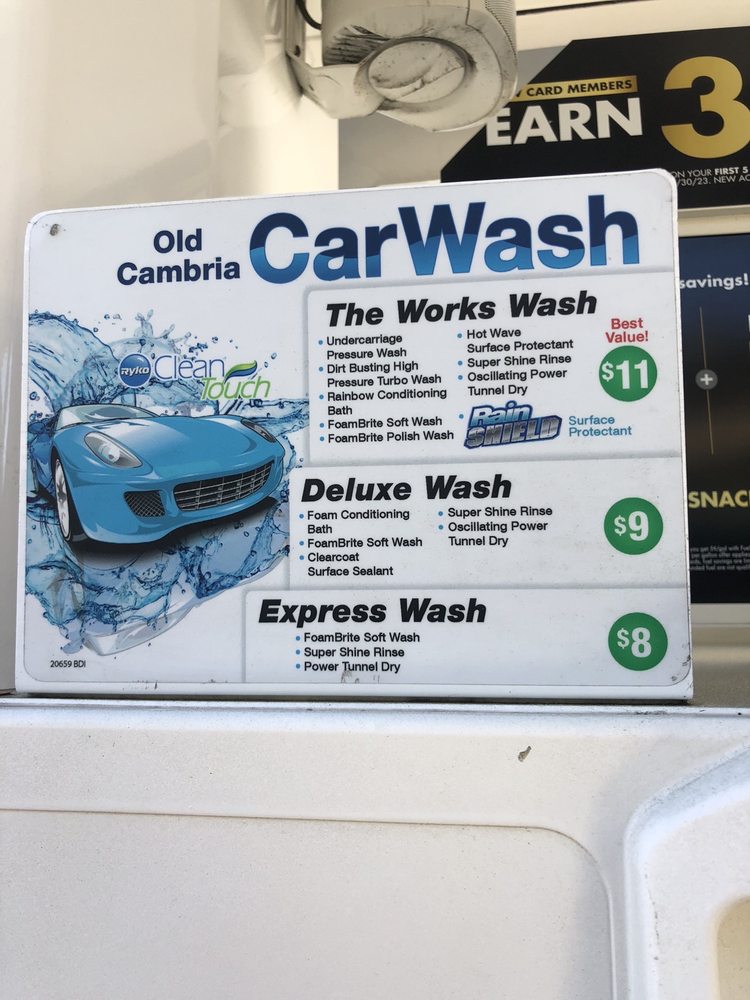 CARD MEMBERS
EARN 3
ON YOUR FIRST 5
/30/23. NEW AC
savings!
+
SNAC
Old
Cambria
CarWash
RYKO Clean
Touch
The Works Wash
• Undercarriage
Pressure Wash
• Dirt Busting High
Pressure Turbo Wash
• Rainbow Conditioning
Bath
• FoamBrite Soft Wash
• FoamBrite Polish Wash
• Hot Wave
Surface Protectant
• Super Shine Rinse
• Oscillating Power
Tunnel Dry
Rain
SHIELD
Surface
Protectant
Best
Value!
$11
Deluxe Wash
• Foam Conditioning
Bath
• FoamBrite Soft Wash
• Clearcoat
Surface Sealant
• Super Shine Rinse
• Oscillating Power
Tunnel Dry
$9
Express Wash
• FoamBrite Soft Wash
• Super Shine Rinse
• Power Tunnel Dry
$8
20659 BDI